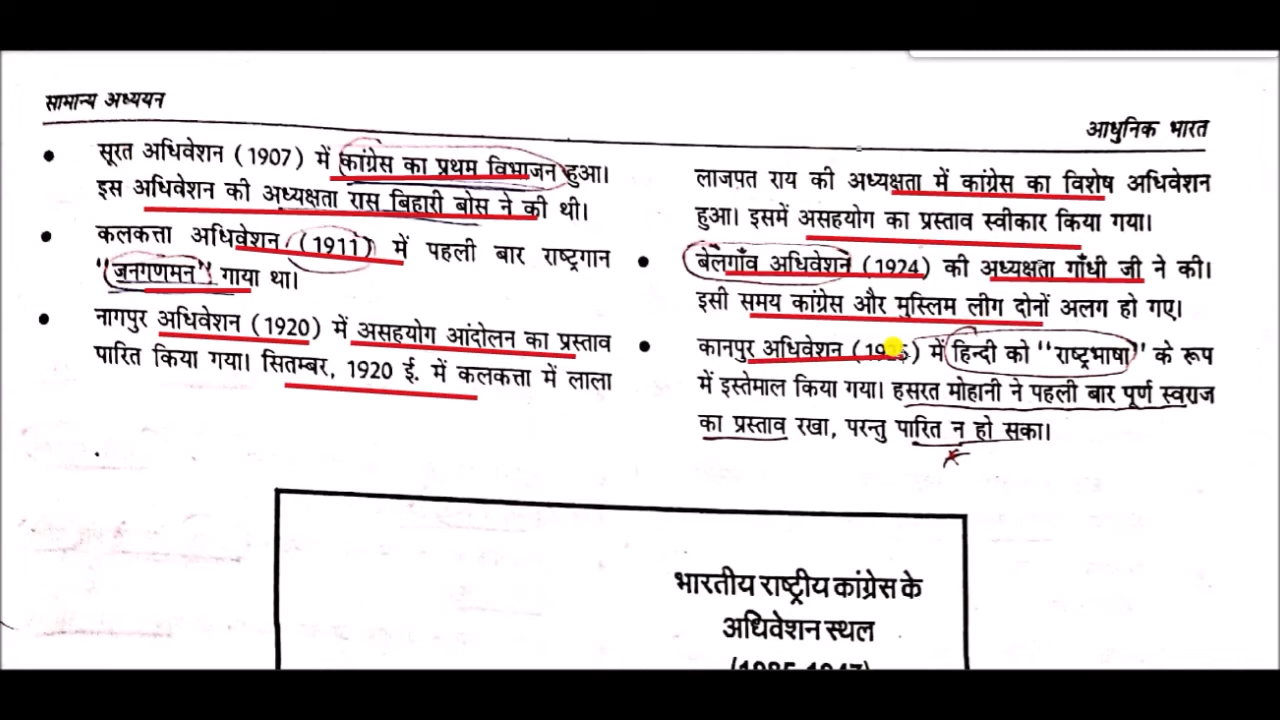 सामान्य अध्ययन
आधुनिक भारत
• सूरत अधिवेशन (1907) में कांग्रेस का प्रथम विभाजन हुआ।
इस अधिवेशन की अध्यक्षता रास बिहारी बोस ने की थी।
• कलकत्ता अधिवेशन (1911) में पहली बार राष्ट्रगान
"जनगणमन" गाया था।
• नागपुर अधिवेशन (1920) में असहयोग आंदोलन का प्रस्ताव
पारित किया गया। सितम्बर, 1920 ई. में कलकत्ता में लाला
लाजपत राय की अध्यक्षता में कांग्रेस का विशेष अधिवेशन
हुआ। इसमें असहयोग का प्रस्ताव स्वीकार किया गया।
• बेलगाँव अधिवेशन (1924) की अध्यक्षता गाँधी जी ने की।
इसी समय कांग्रेस और मुस्लिम लीग दोनों अलग हो गए।
• कानपुर अधिवेशन में हिन्दी को "राष्ट्रभाषा" के रूप
में इस्तेमाल किया गया। हसरत मोहानी ने पहली बार पूर्ण स्वराज
का प्रस्ताव रखा, परन्तु पारित न हो सका।
भारतीय राष्ट्रीय कांग्रेस के
अधिवेशन स्थल